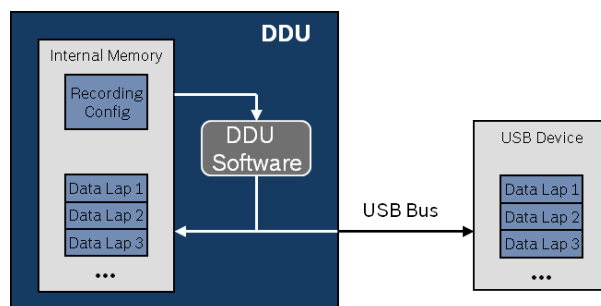 DDU
Internal Memory
Recording
Config
DDU
Software
Data Lap 1
Data Lap 2
Data Lap 3
...
USB Bus
USB Device
Data Lap 1
Data Lap 2
Data Lap 3
...